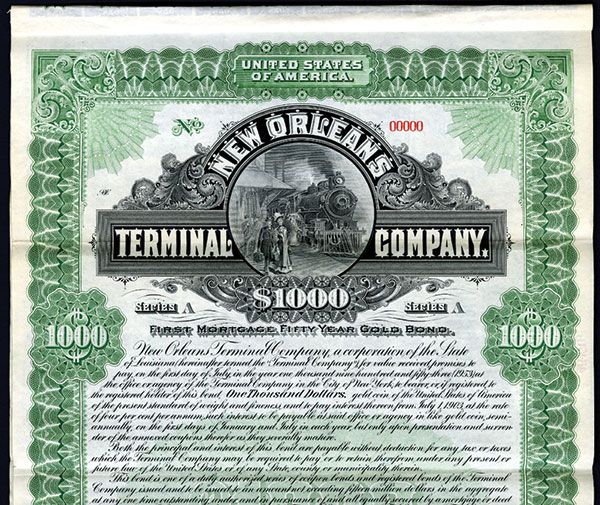 UNITED STATES
OF AMERICA.
No 00000
NEW ORLEANS
TERMINAL COMPANY.
$1000
SERIES A SERIES A
FIRST MORTGAGE FIFTY YEAR GOLD BOND.
1000 1000
New Orleans Terminal Company, a corporation of the State
of Louisiana (hereinafter termed the "Terminal Company") for value received promises to
pay, on the first day of July, in the year one thousand nine hundred and fifty three (1953) at
the office or agency of the Terminal Company in the City of New York, to bearer, or, if registered to
the registered holder of this bond, One Thousand Dollars, gold coin of the United States of America
of the present standard of weight and fineness, and to pay interest thereon from July 1, 1903, at the rate
of four per cent per annum, such interest to be payable at said office or agency in like gold coin, semi-
annually, on the first days of January and July in each year, but only upon presentation and surren-
der of the annexed coupons therefor as they severally mature.
Both the principal and interest of this bond are payable without deduction for any tax or taxes
which the Terminal Company may be required to pay or to retain therefrom under any present or
future law of the United States or of any State, county or municipality therein.
This bond is one of a duly authorized series of coupon bonds and registered bonds of the Terminal
Company issued and to be issued to an amount not exceeding fifteen million dollars in the aggregate
at any one time outstanding, under and in pursuance of, and all equally secured by a mortgage or deed